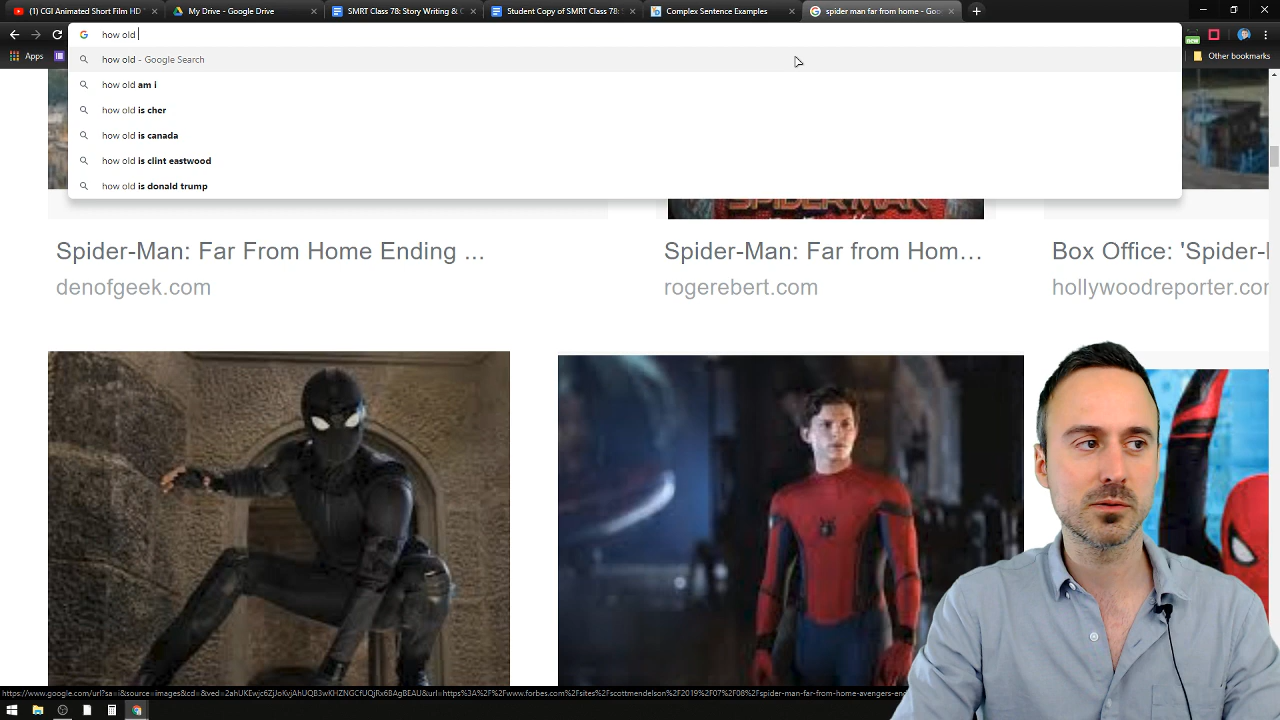 (1) CGI Animated Short Film HD
My Drive - Google Drive
SMRT Class 78: Story Writing & C
Student Copy of SMRT Class 78:
Complex Sentence Examples
spider man far from home - Goo
how old
new
Apps
Other bookmarks
how old - Google Search
how old am i
how old is cher
how old is canada
how old is clint eastwood
how old is donald trump
SPIDER-MAN
Spider-Man: Far From Home Ending ...
denofgeek.com
Spider-Man: Far from Hom...
rogerebert.com
Box Office: 'Spider-
hollywoodreporter.com